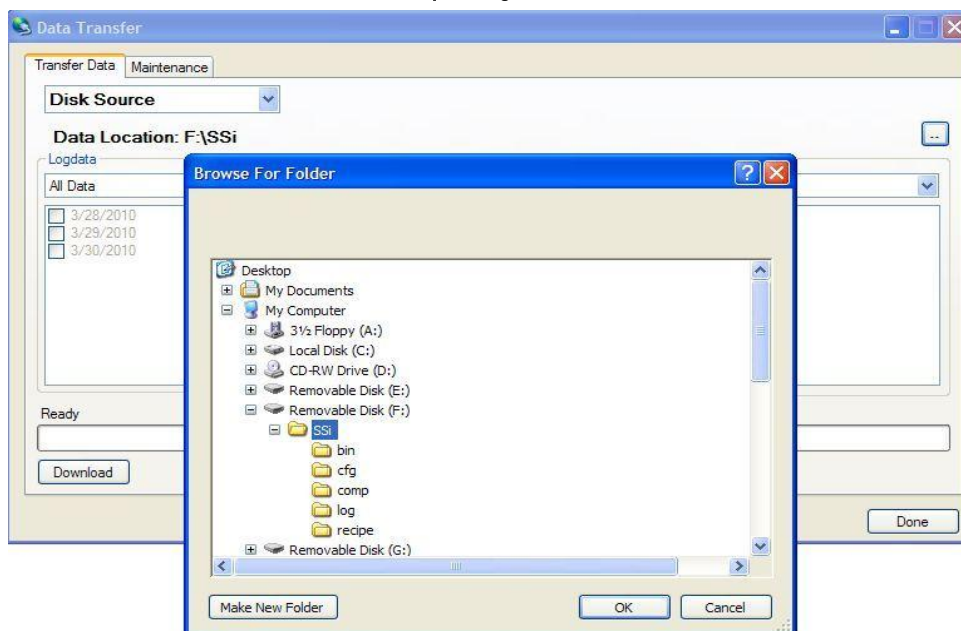 Data Transfer
Transfer Data Maintenance
Disk Source
Data Location: F:\SSi
..
Logdata
All Data
3/28/2010
3/29/2010
3/30/2010
Ready
Download
Done
Browse For Folder
Desktop
My Documents
My Computer
3½ Floppy (A:)
Local Disk (C:)
CD-RW Drive (D:)
Removable Disk (E:)
Removable Disk (F:)
SSi
bin
cfg
comp
log
recipe
Removable Disk (G:)
Make New Folder OK Cancel